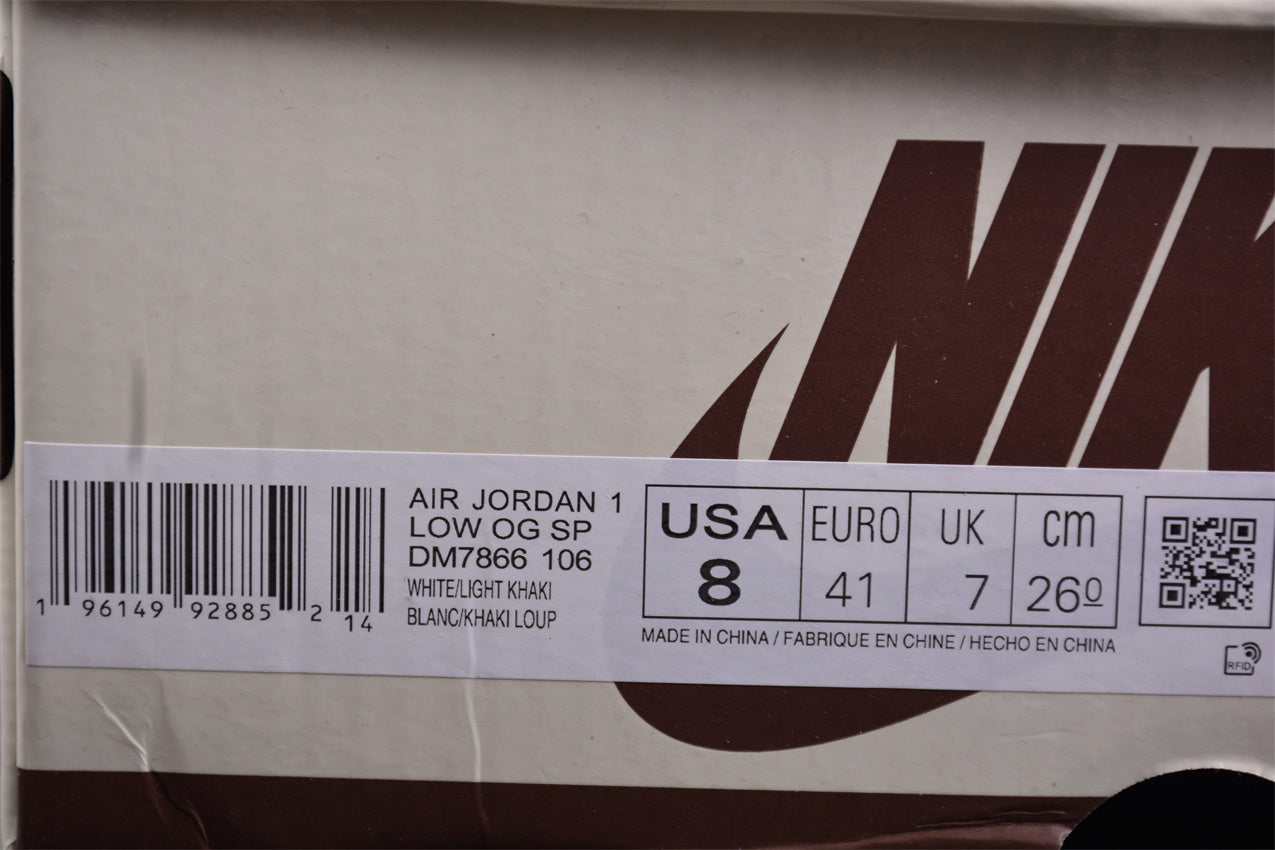 NIK
AIR JORDAN 1
LOW OG SP
DM7866 106
WHITE/LIGHT KHAKI
BLANC/KHAKI LOUP
1 96149 92885 2 14
USA EURO UK cm
8 41 7 260
MADE IN CHINA / FABRIQUE EN CHINE / HECHO EN CHINA
RFID